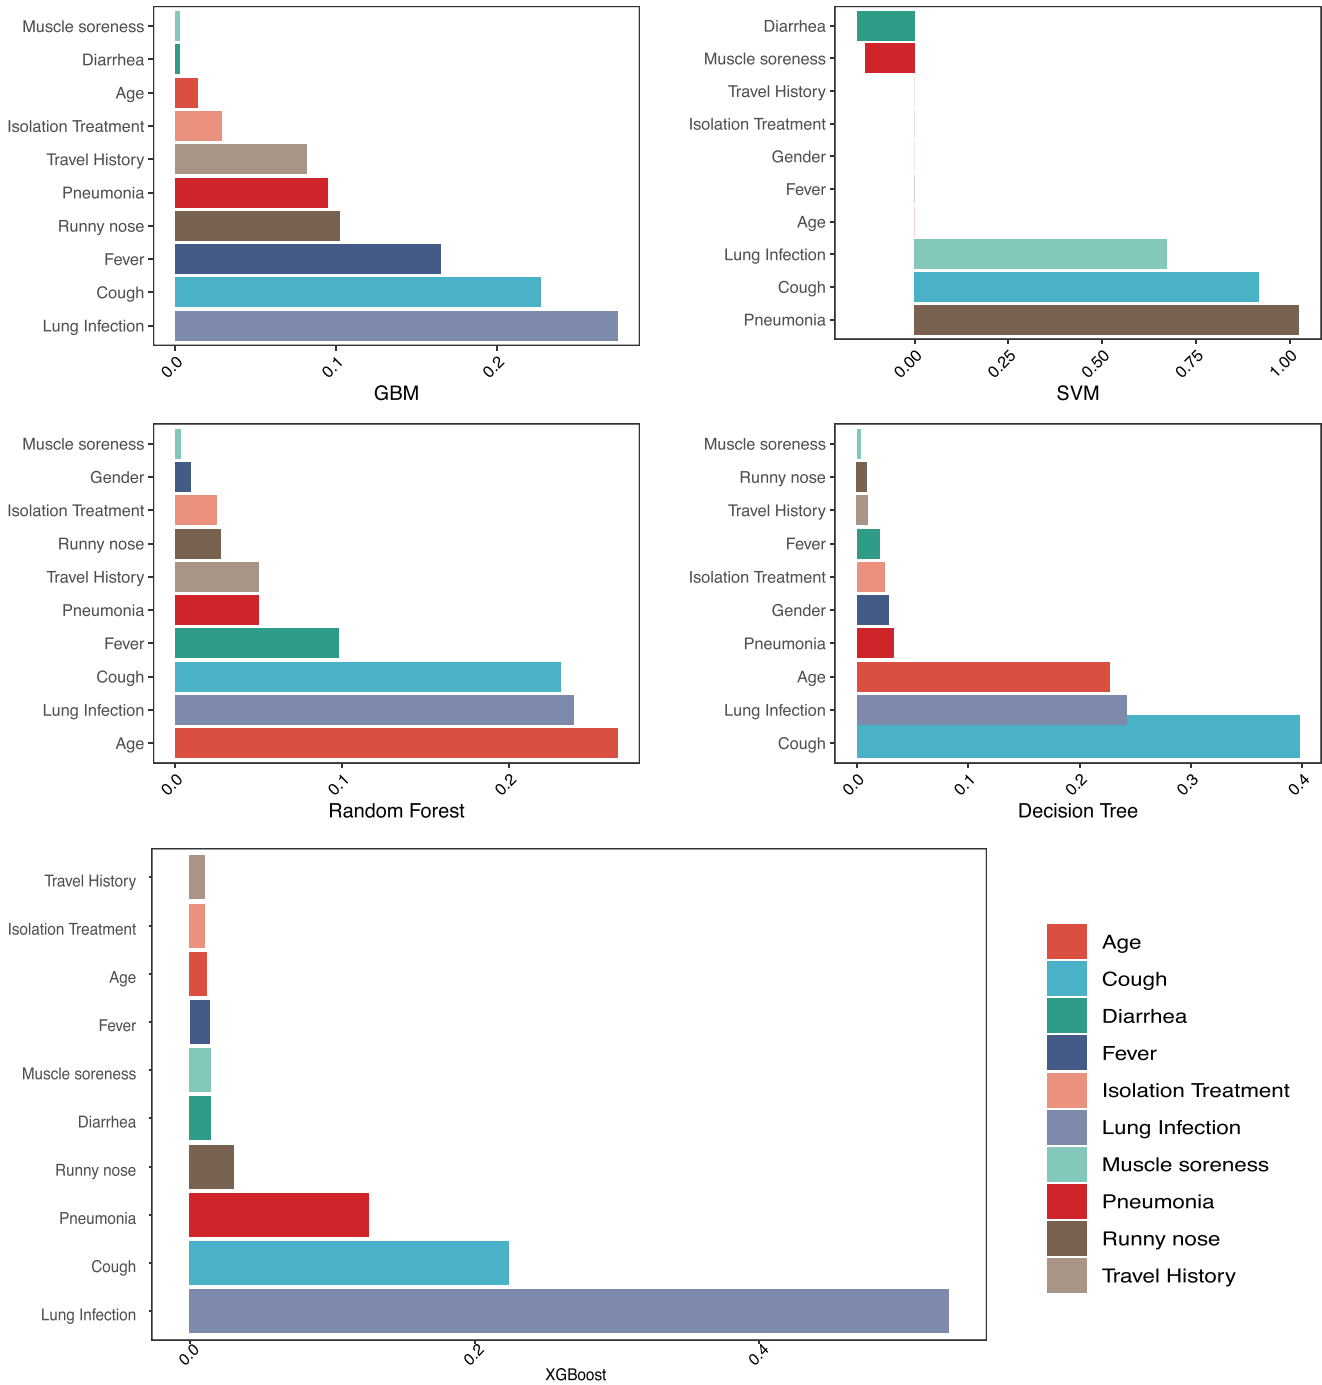 Muscle soreness
Diarrhea
Age
Isolation Treatment
Travel History
Pneumonia
Runny nose
Fever
Cough
Lung Infection
0.0
0.1
0.2
GBM
Diarrhea
Muscle soreness
Travel History
Isolation Treatment
Gender
Fever
Age
Lung Infection
Cough
Pneumonia
0.00
0.25
0.50
0.75
1.00
SVM
Muscle soreness
Gender
Isolation Treatment
Runny nose
Travel History
Pneumonia
Fever
Cough
Lung Infection
Age
0.0
0.1
0.2
Random Forest
Muscle soreness
Runny nose
Travel History
Fever
Isolation Treatment
Gender
Pneumonia
Age
Lung Infection
Cough
0.0
0.1
0.2
0.3
0.4
Decision Tree
Travel History
Isolation Treatment
Age
Fever
Muscle soreness
Diarrhea
Runny nose
Pneumonia
Cough
Lung Infection
0.0
0.2
0.4
XGBoost
Age
Cough
Diarrhea
Fever
Isolation Treatment
Lung Infection
Muscle soreness
Pneumonia
Runny nose
Travel History